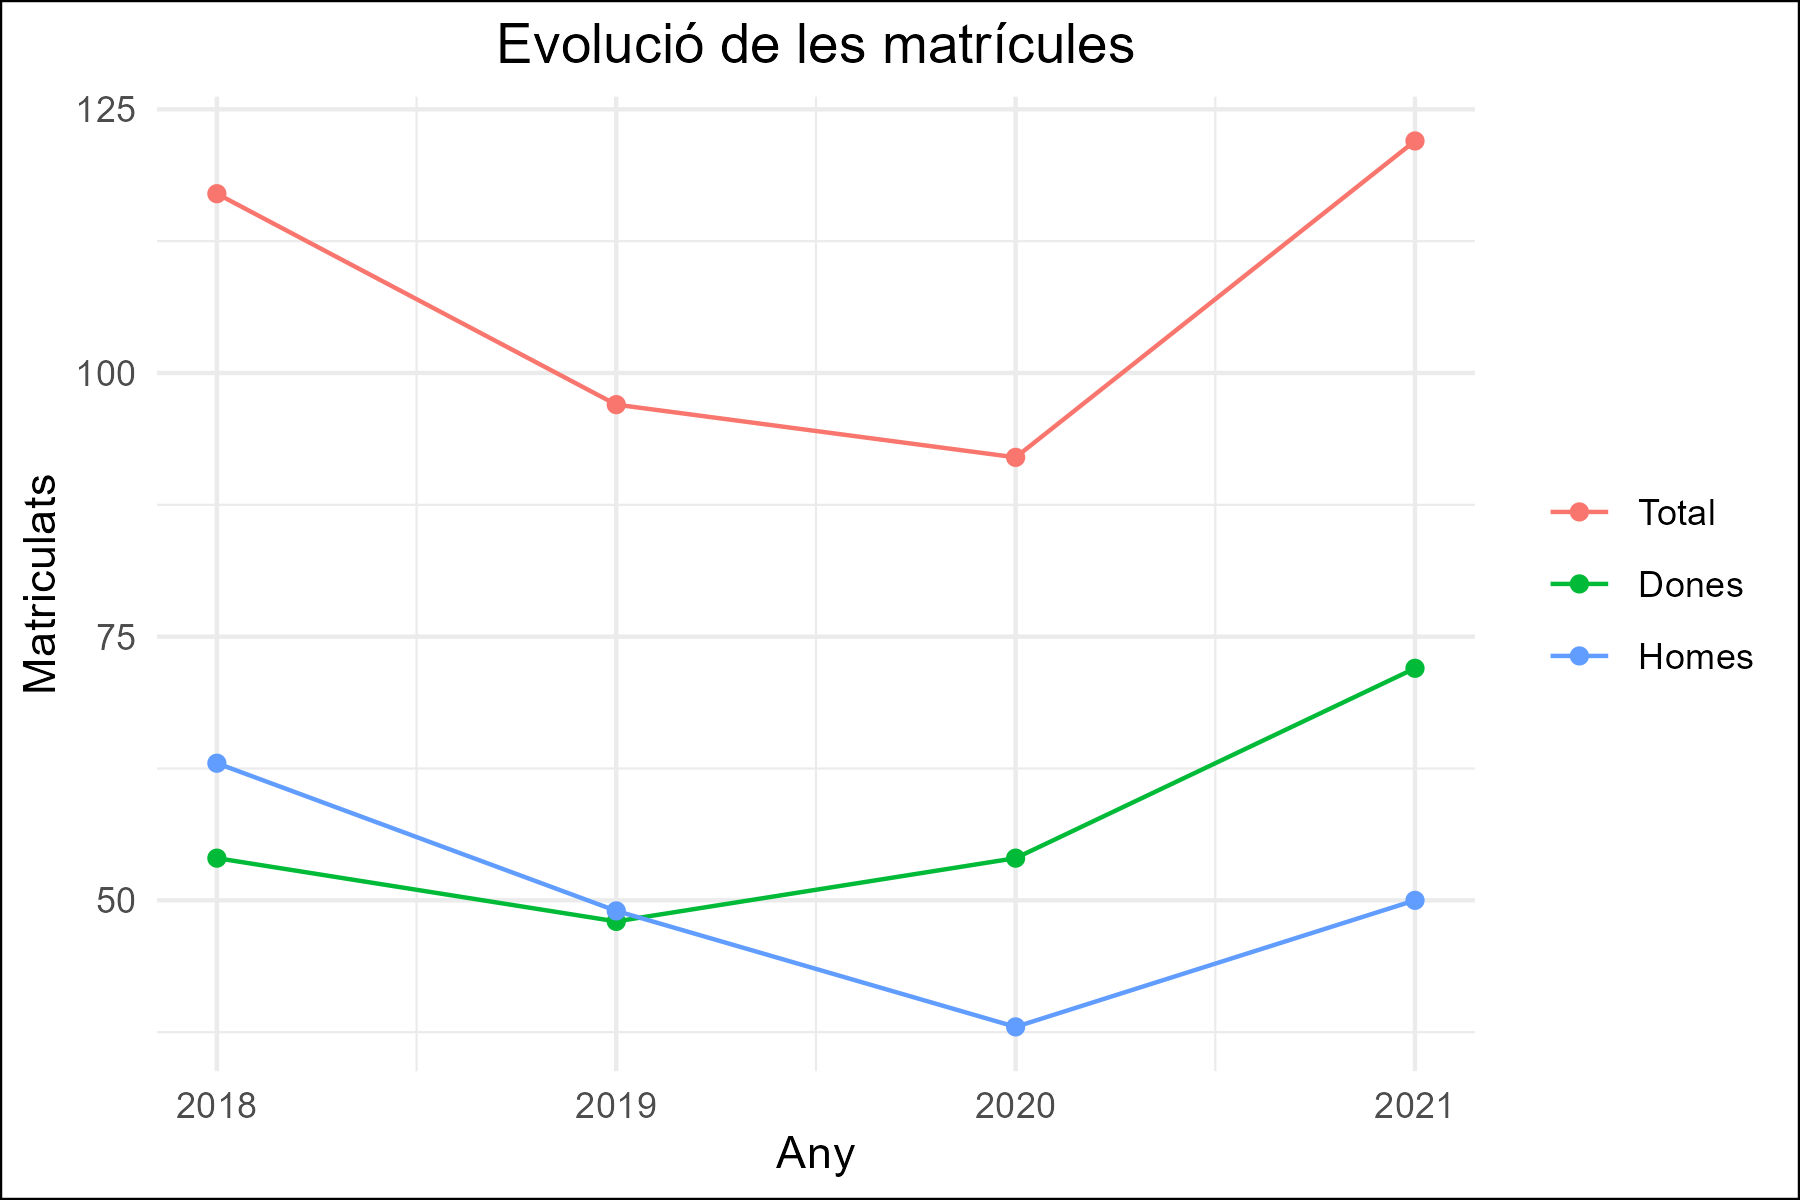 Evolució de les matrícules
125
100
75
50
Matriculats
2018
2019
2020
2021
Any
Total
Dones
Homes